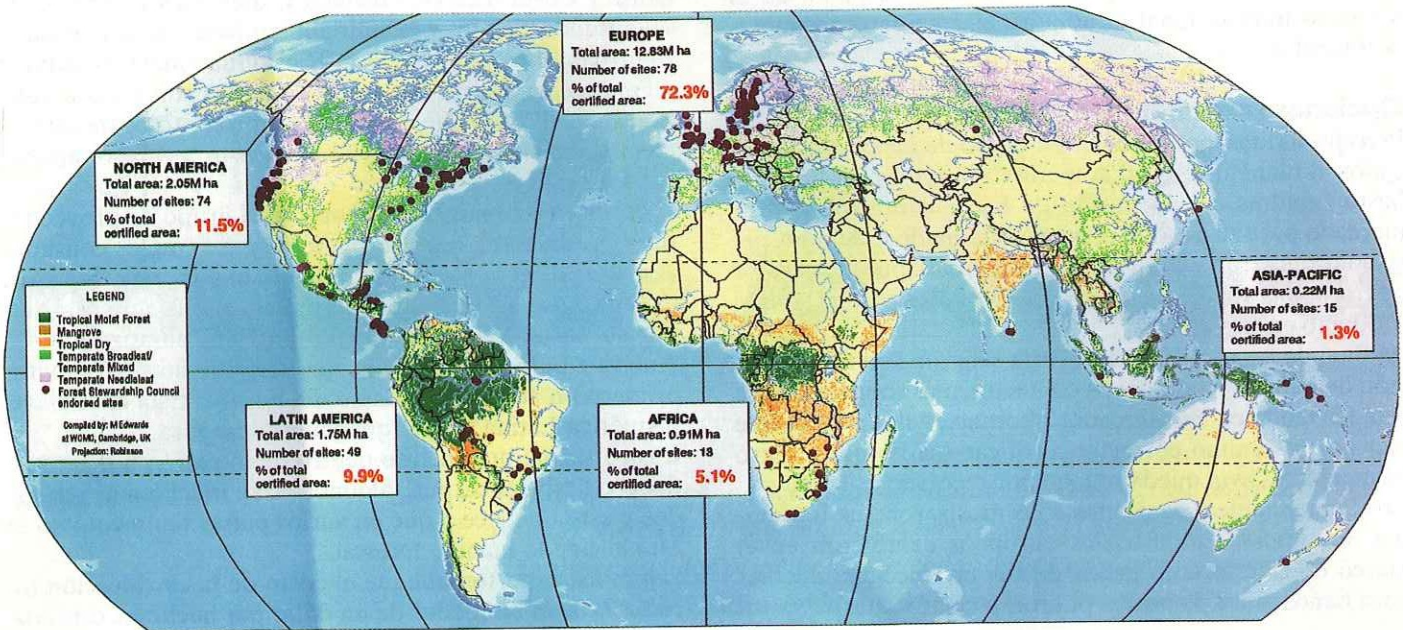 EUROPE
Total area: 12.83M ha
Number of sites: 78
% of total
certified area: 72.3%
NORTH AMERICA
Total area: 2.05M ha
Number of sites: 74
% of total
certified area: 11.5%
ASIA-PACIFIC
Total area: 0.22M ha
Number of sites: 15
% of total
certified area: 1.3%
LEGEND
Tropical Moist Forest
Mangrove
Tropical Dry
Temperate Broadleaf/
Temperate Mixed
Temperate Needleleaf
Forest Stewardship Council
endorsed sites
Compiled by: M Edwards
at WCMC, Cambridge, UK
Projection: Robinson
LATIN AMERICA
Total area: 1.75M ha
Number of sites: 49
% of total
certified area: 9.9%
AFRICA
Total area: 0.91M ha
Number of sites: 18
% of total
certified area: 5.1%